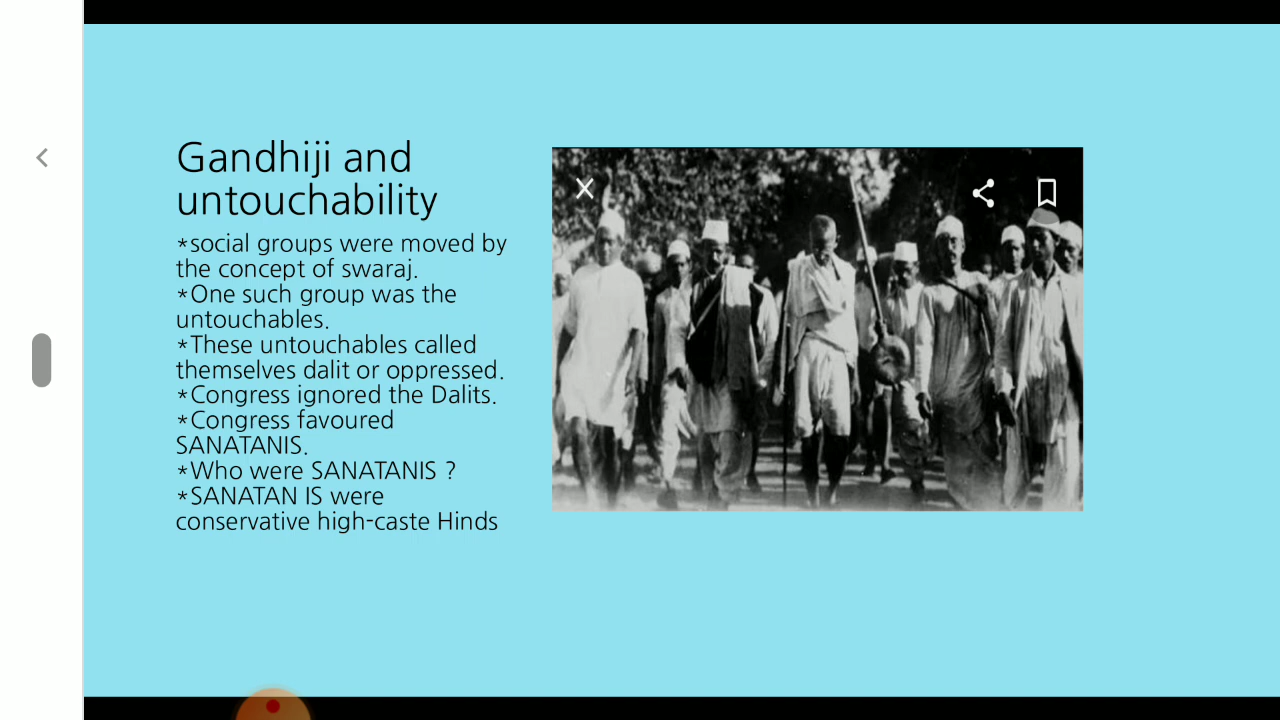 Gandhiji and
untouchability
*social groups were moved by
the concept of swaraj.
*One such group was the
untouchables.
*These untouchables called
themselves dalit or oppressed.
*Congress ignored the Dalits.
*Congress favoured
SANATANIS.
*Who were SANATANIS ?
*SANATAN IS were
conservative high-caste Hinds